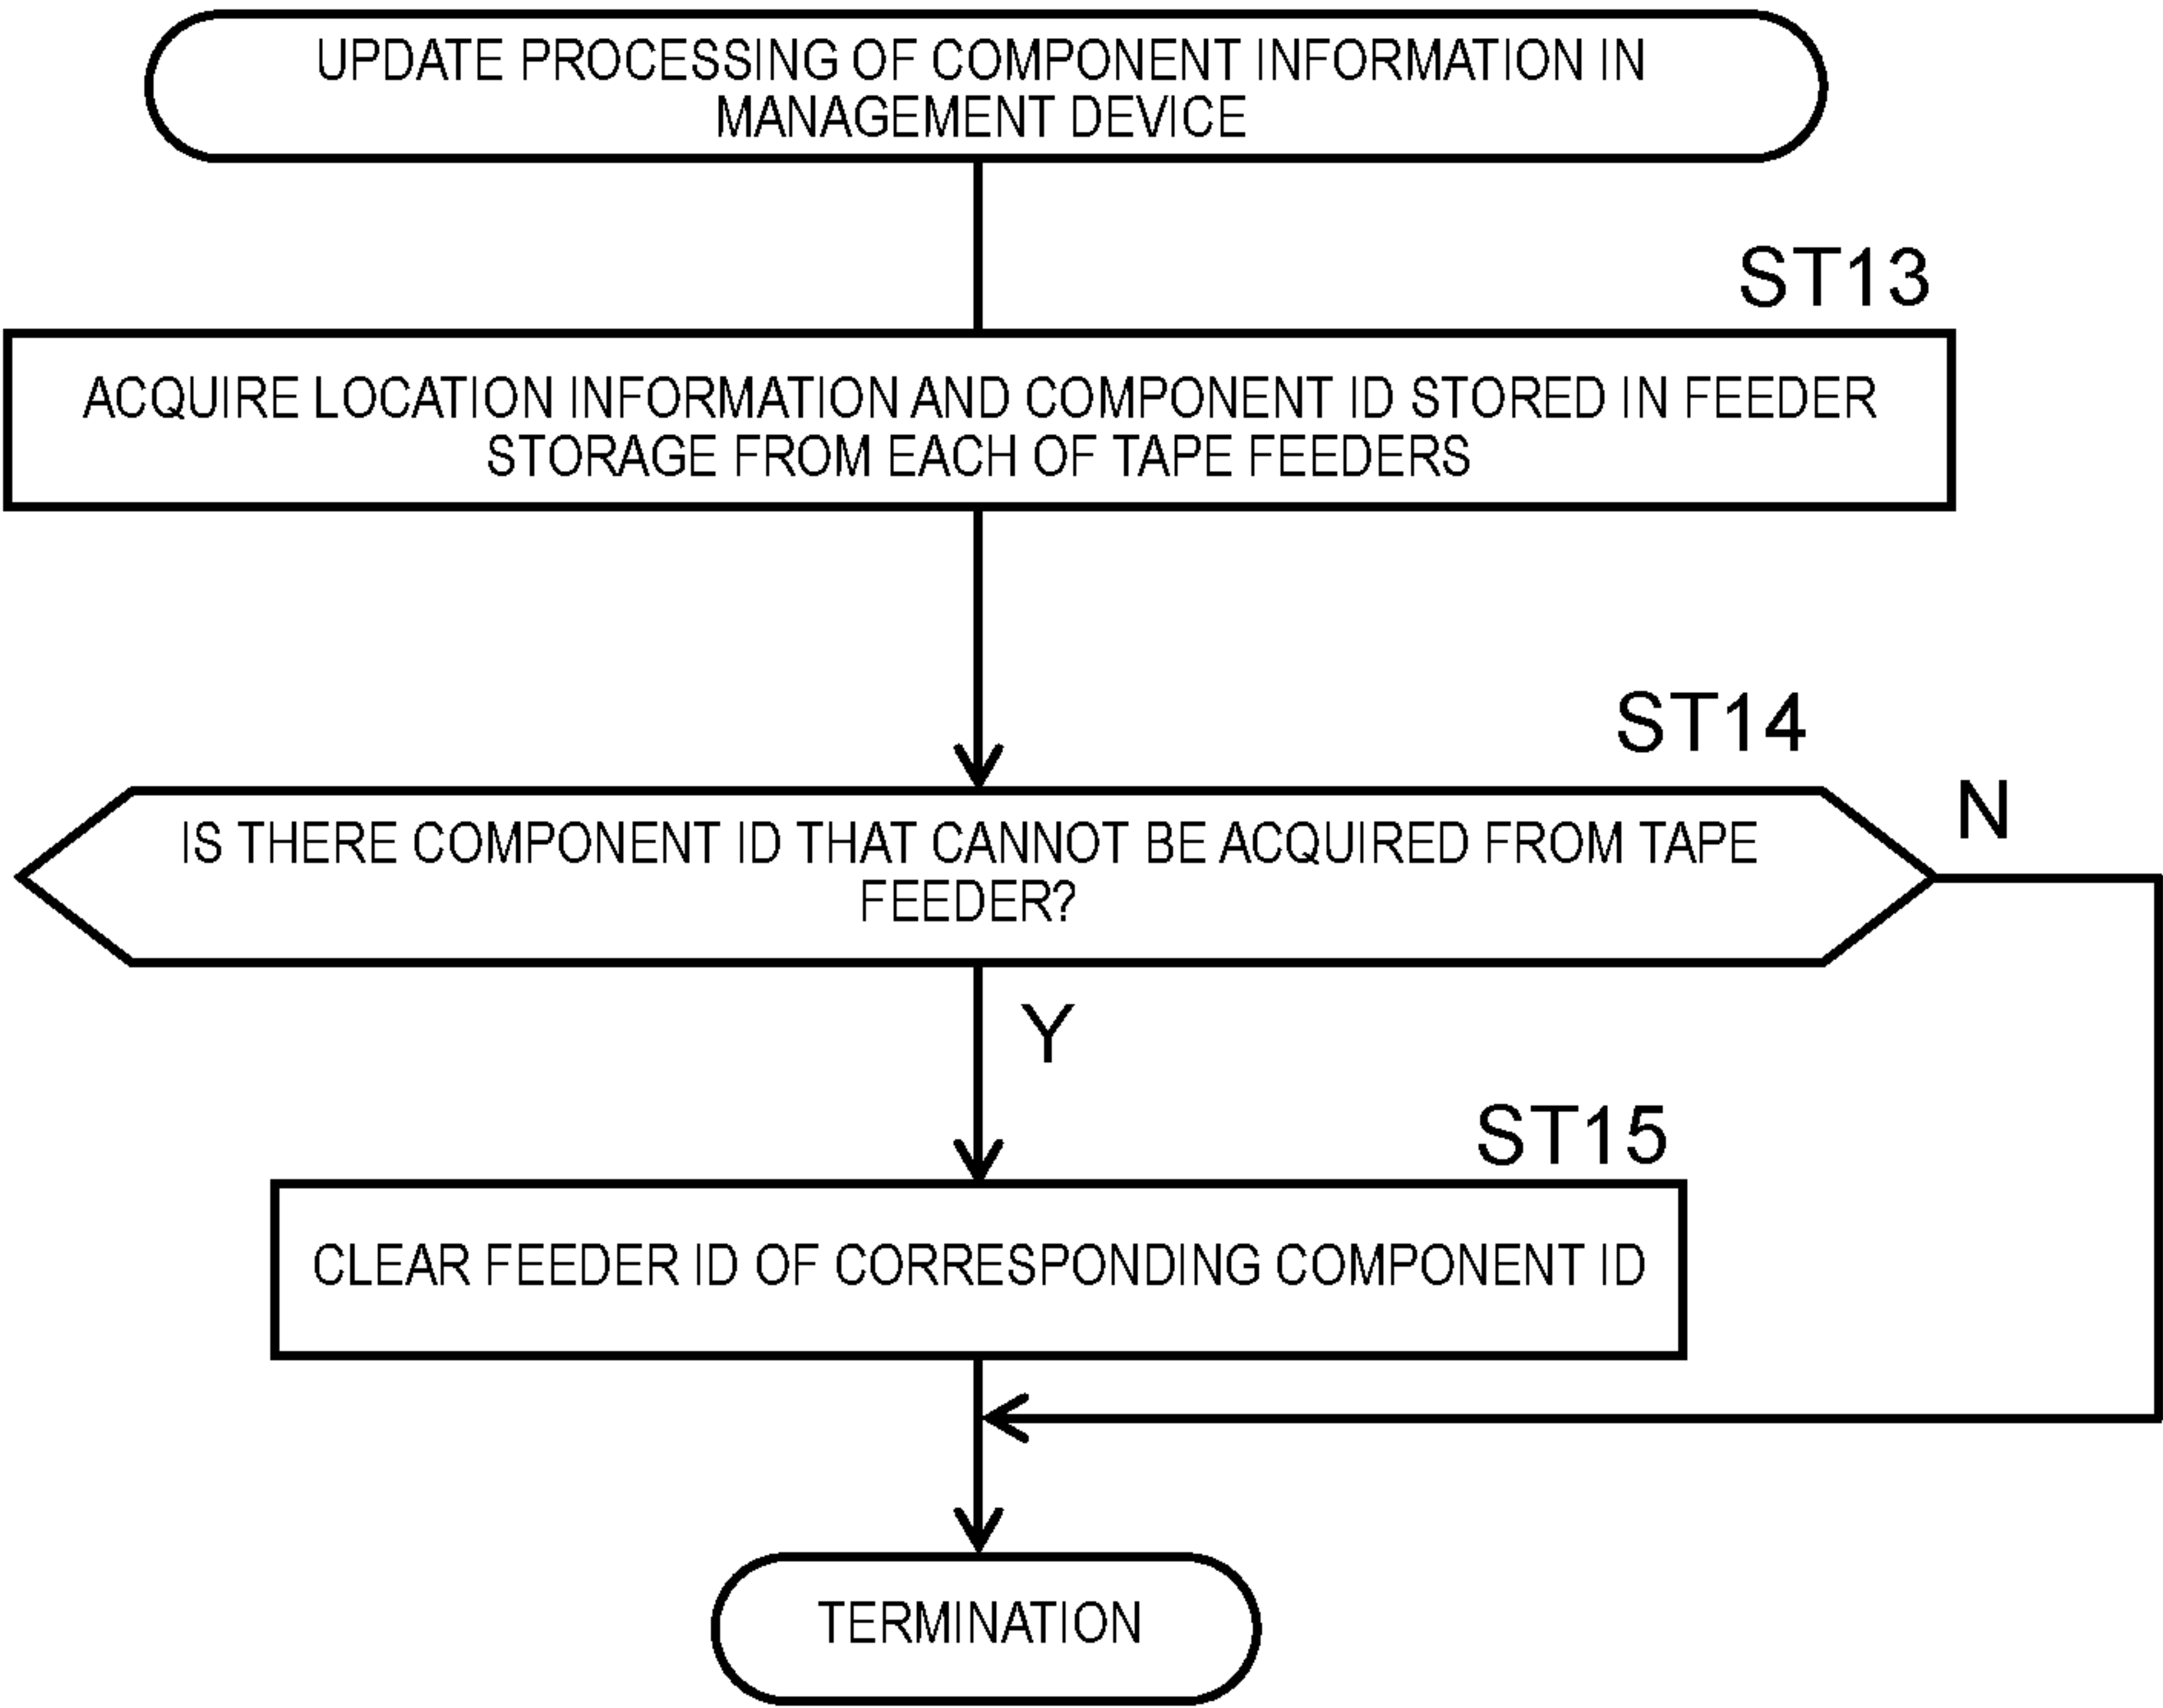 UPDATE PROCESSING OF COMPONENT INFORMATION IN
MANAGEMENT DEVICE
ST13
ACQUIRE LOCATION INFORMATION AND COMPONENT ID STORED IN FEEDER
STORAGE FROM EACH OF TAPE FEEDERS
ST14
N
IS THERE COMPONENT ID THAT CANNOT BE ACQUIRED FROM TAPE
FEEDER?
Y
ST15
CLEAR FEEDER ID OF CORRESPONDING COMPONENT ID
TERMINATION